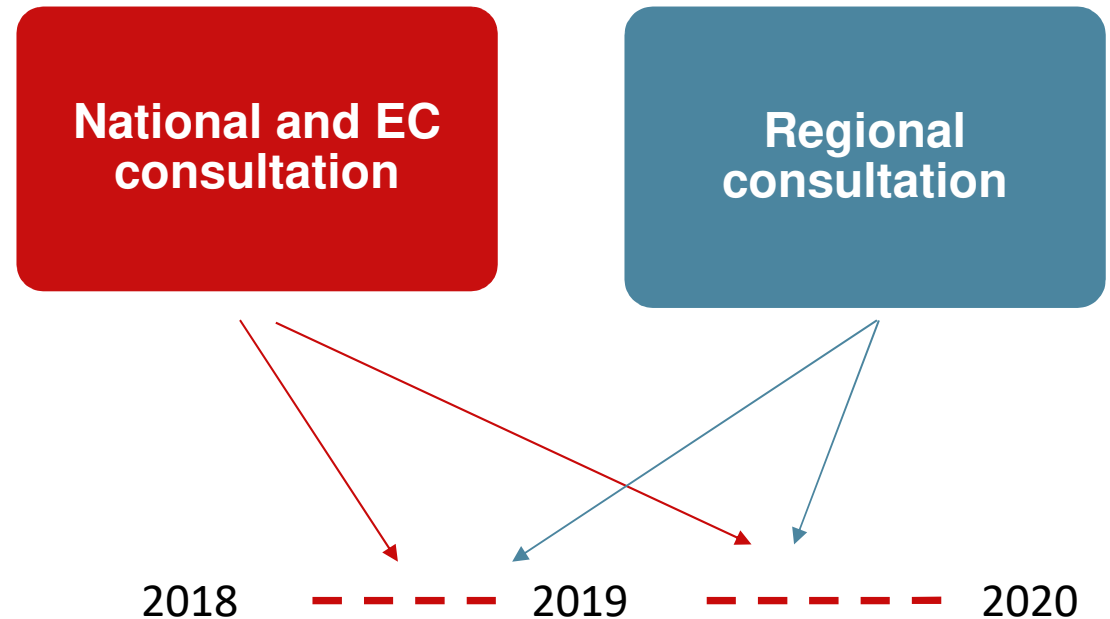 National and EC
consultation
Regional
consultation
2018
2019
2020